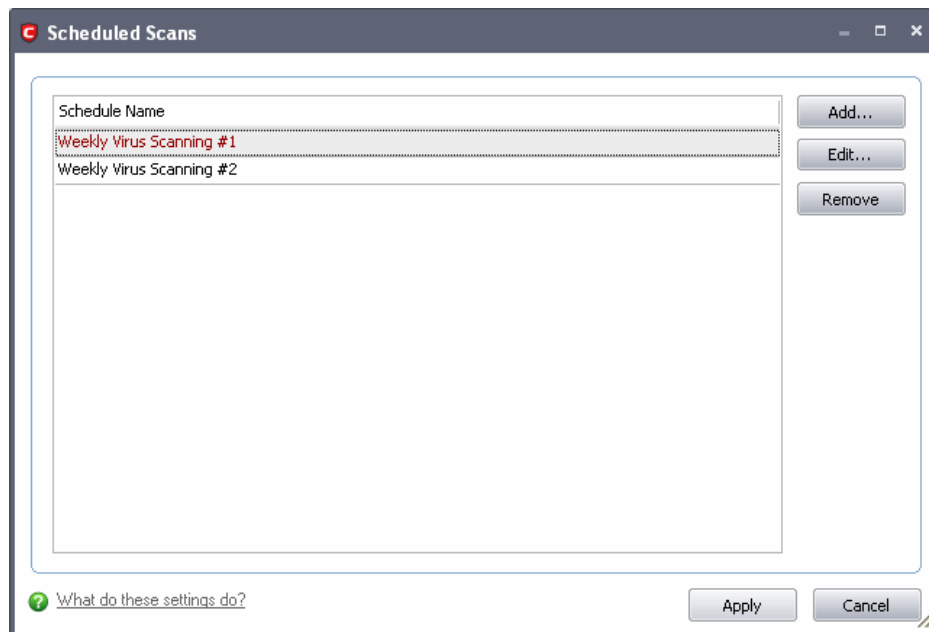 Scheduled Scans
Schedule Name
Weekly Virus Scanning #1
Weekly Virus Scanning #2
Add...
Edit...
Remove
What do these settings do?
Apply
Cancel